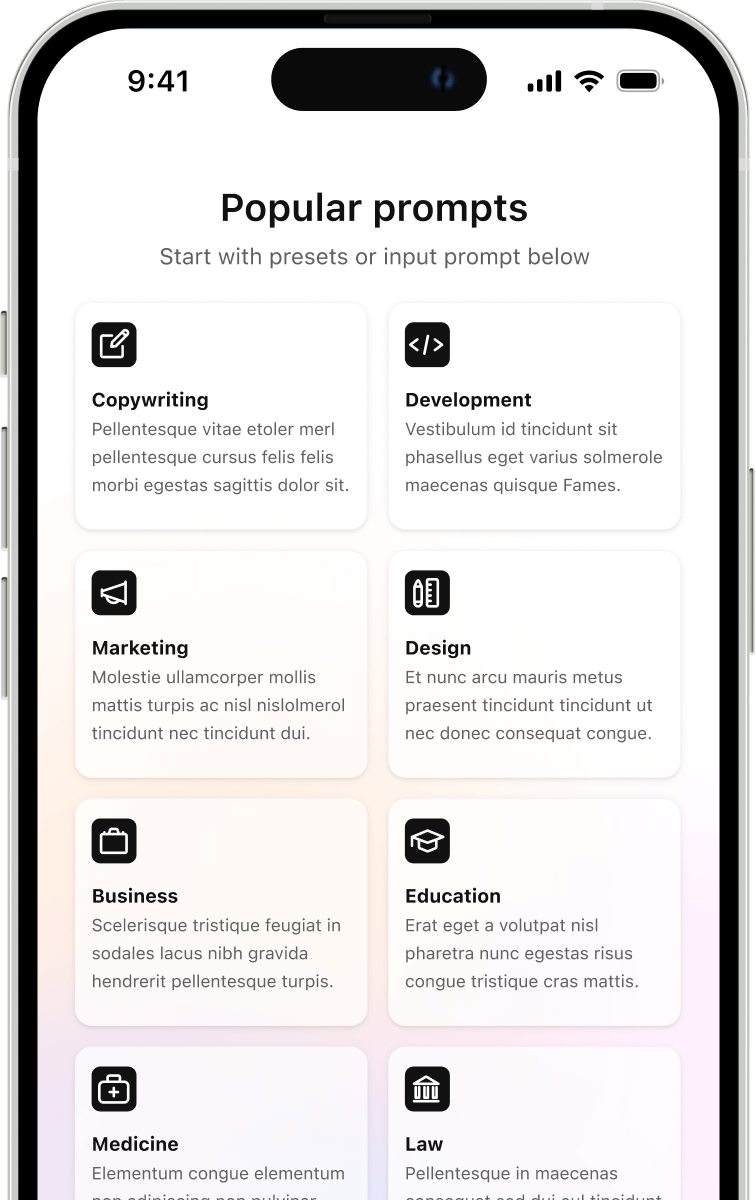 9:41
Popular prompts
Start with presets or input prompt below
Copywriting
Pellentesque vitae etoler merl
pellentesque cursus felis felis
morbi egestas sagittis dolor sit.
Development
Vestibulum id tincidunt sit
phasellus eget varius solmerole
maecenas quisque Fames.
Marketing
Molestie ullamcorper mollis
mattis turpis ac nisl nislolmerol
tincidunt nec tincidunt dui.
Design
Et nunc arcu mauris metus
praesent tincidunt tincidunt ut
nec donec consequat congue.
Business
Scelerisque tristique feugiat in
sodales lacus nibh gravida
hendrerit pellentesque turpis.
Education
Erat eget a volutpat nisl
pharetra nunc egestas risus
congue tristique cras mattis.
Medicine
Elementum congue elementum
Law
Pellentesque in maecenas